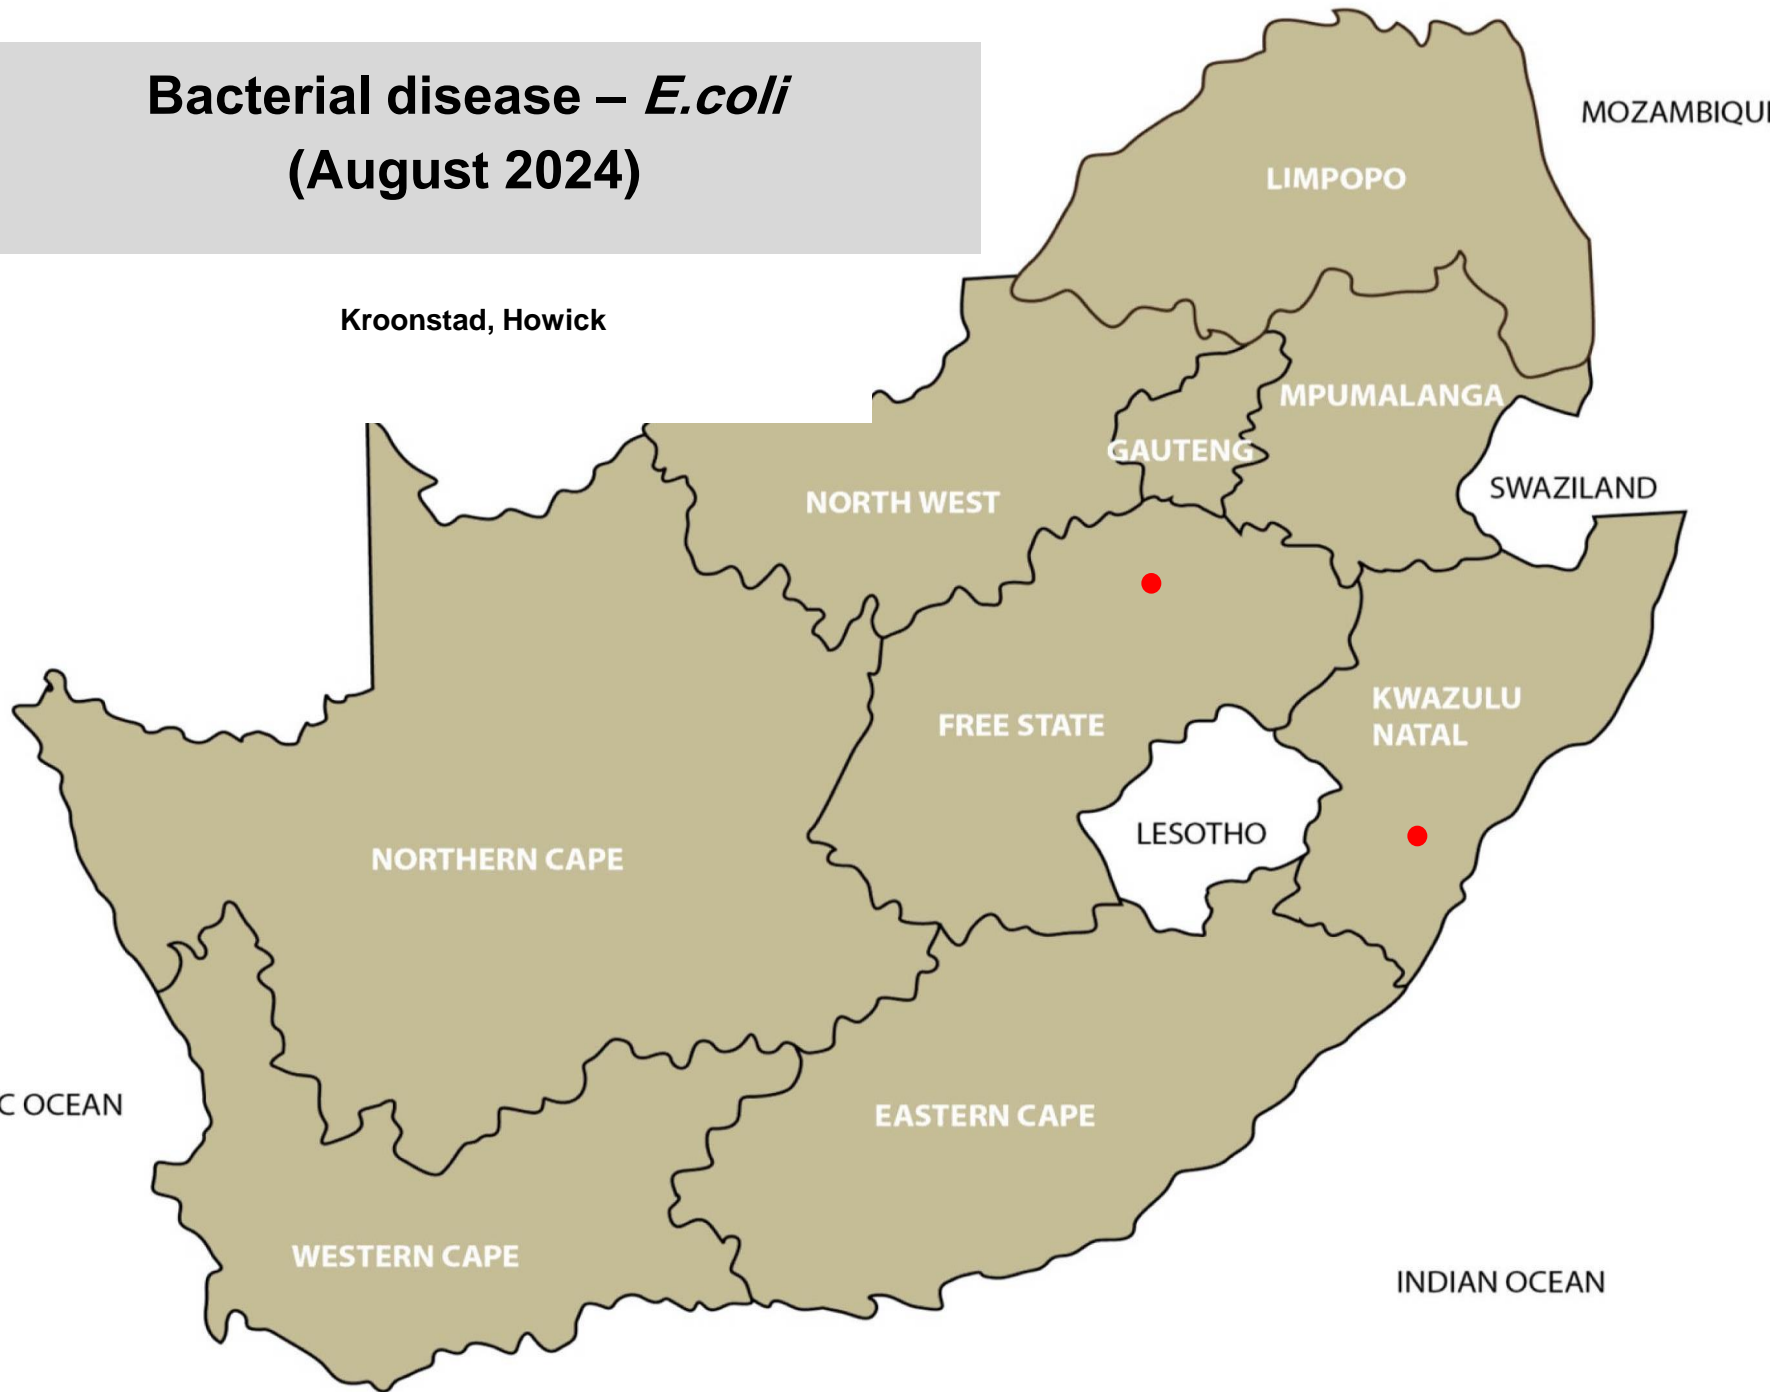 Bacterial disease – E.coli
(August 2024)
Kroonstad, Howick
MOZAMBIQUE
LIMPOPO
MPUMALANGA
GAUTENG
NORTH WEST
SWAZILAND
KWAZULU
NATAL
FREE STATE
LESOTHO
NORTHERN CAPE
C OCEAN
EASTERN CAPE
WESTERN CAPE
INDIAN OCEAN